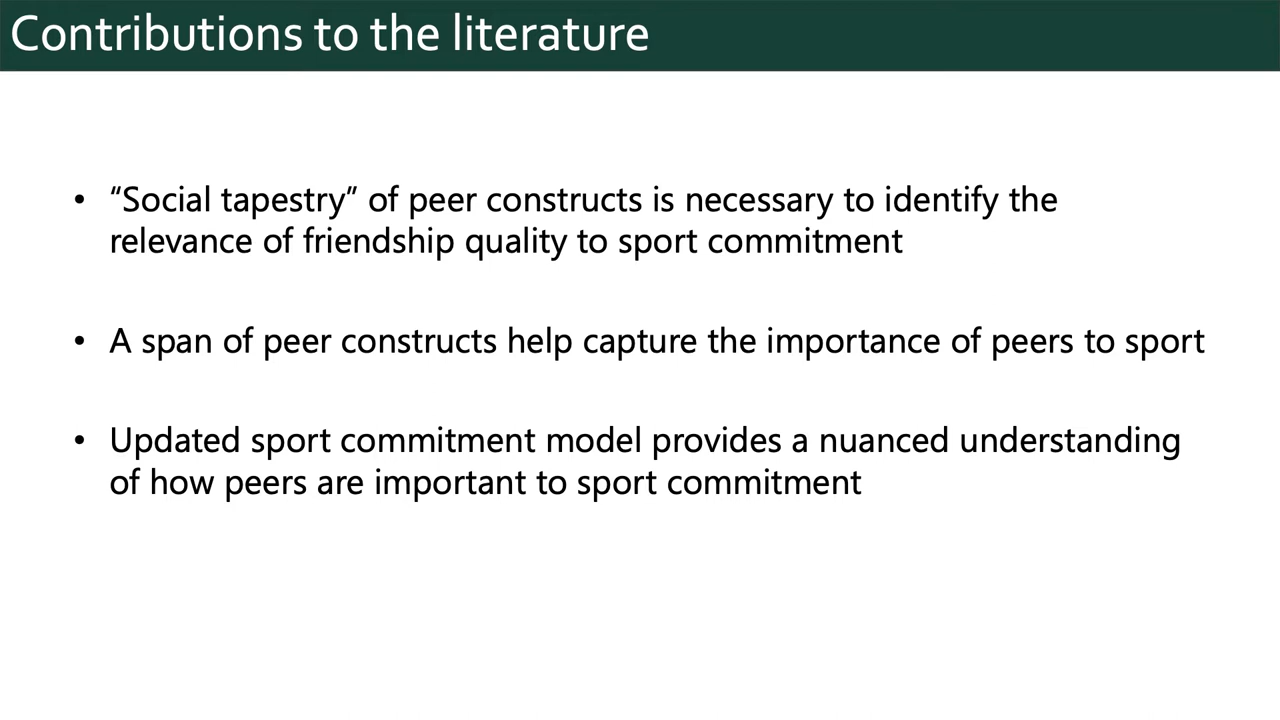 Contributions to the literature
• “Social tapestry” of peer constructs is necessary to identify the
relevance of friendship quality to sport commitment
• A span of peer constructs help capture the importance of peers to sport
• Updated sport commitment model provides a nuanced understanding
of how peers are important to sport commitment